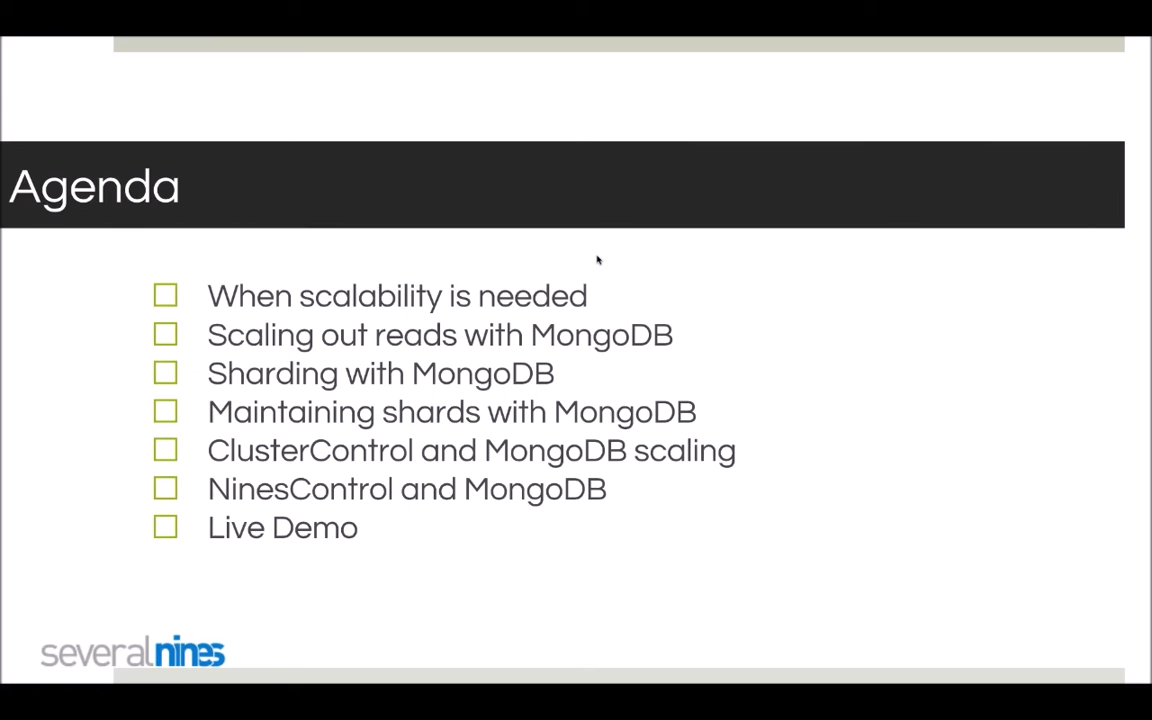 Agenda
When scalability is needed
Scaling out reads with MongoDB
Sharding with MongoDB
Maintaining shards with MongoDB
ClusterControl and MongoDB scaling
NinesControl and MongoDB
Live Demo
severalnines